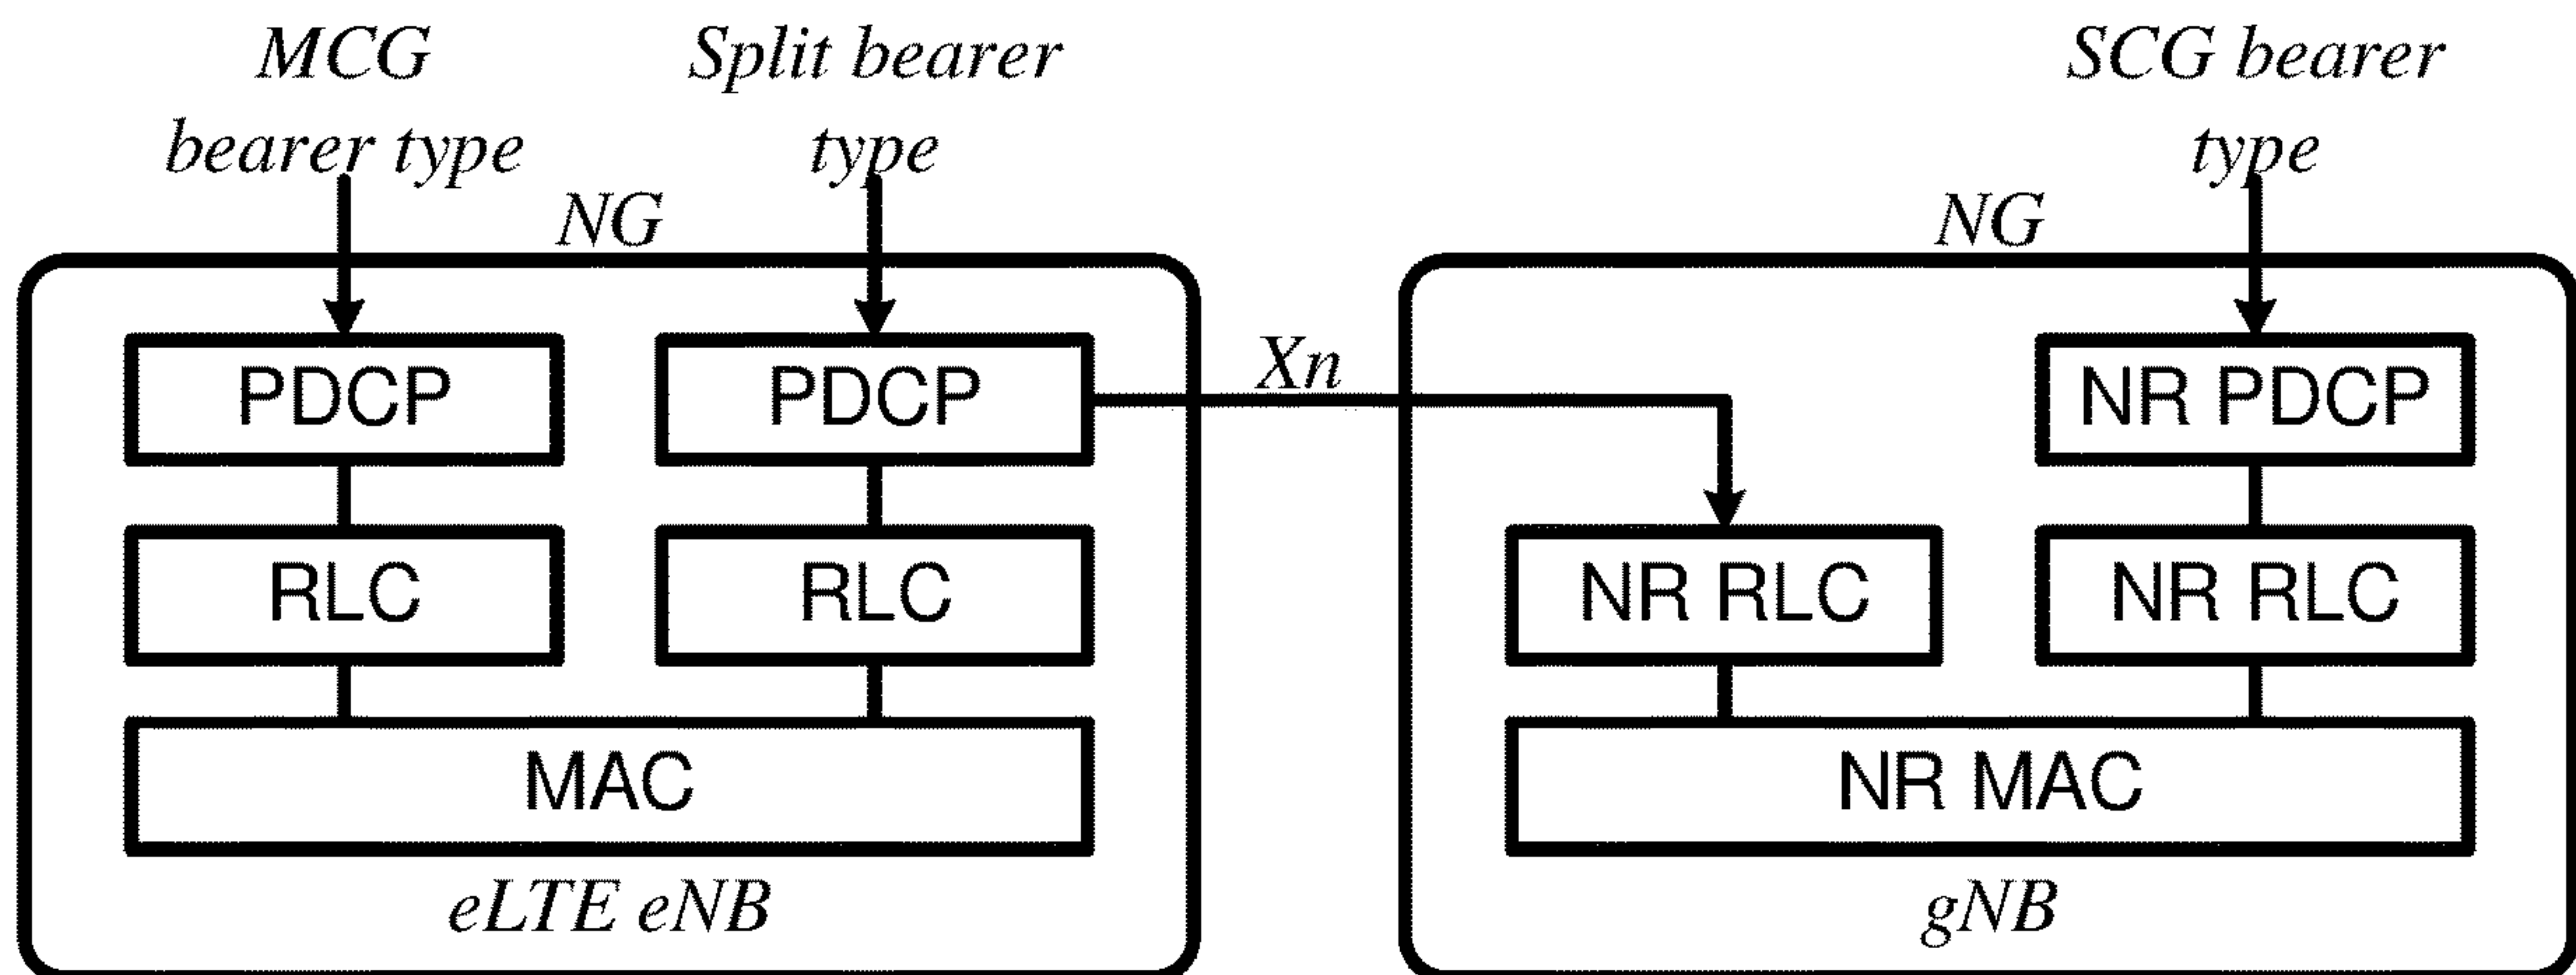 MCG
bearer type
Split bearer
type
SCG bearer
type
NG
NG
Xn
PDCP
PDCP
NR PDCP
RLC
RLC
NR RLC
NR RLC
MAC
NR MAC
eLTE eNB
gNB